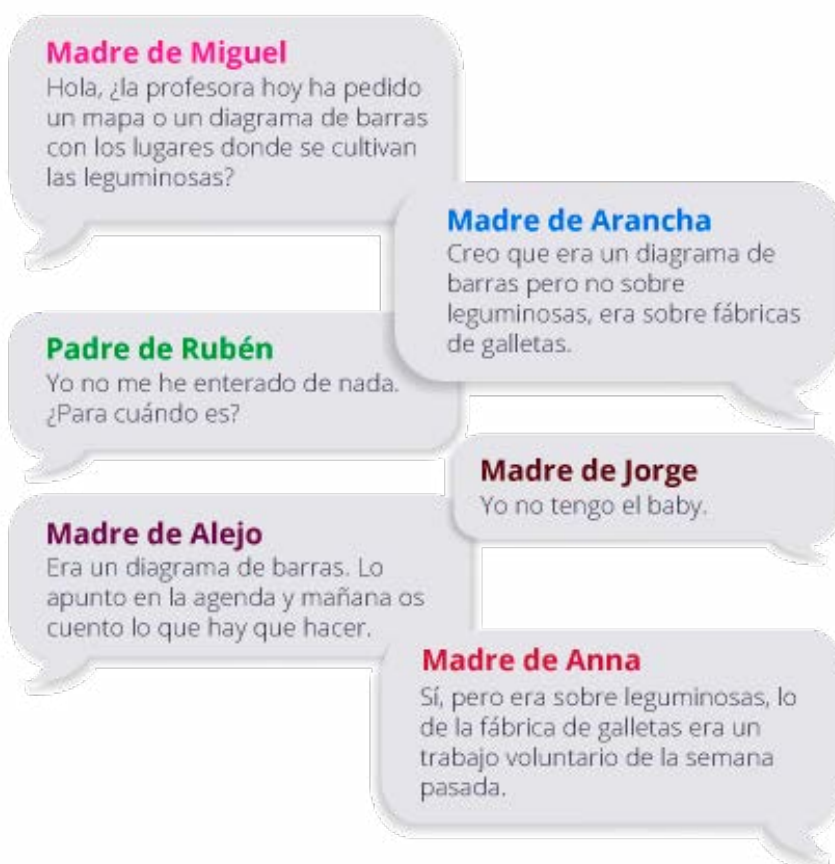 Madre de Miguel
Hola, ¿la profesora hoy ha pedido
un mapa o un diagrama de barras
con los lugares donde se cultivan
las leguminosas?
Madre de Arancha
Creo que era un diagrama de
barras pero no sobre
leguminosas, era sobre fábricas
de galletas.
Padre de Rubén
Yo no me he enterado de nada.
¿Para cuándo es?
Madre de Jorge
Yo no tengo el baby.
Madre de Alejo
Era un diagrama de barras. Lo
apunto en la agenda y mañana os
cuento lo que hay que hacer.
Madre de Anna
Sí, pero era sobre leguminosas, lo
de la fábrica de galletas era un
trabajo voluntario de la semana
pasada.